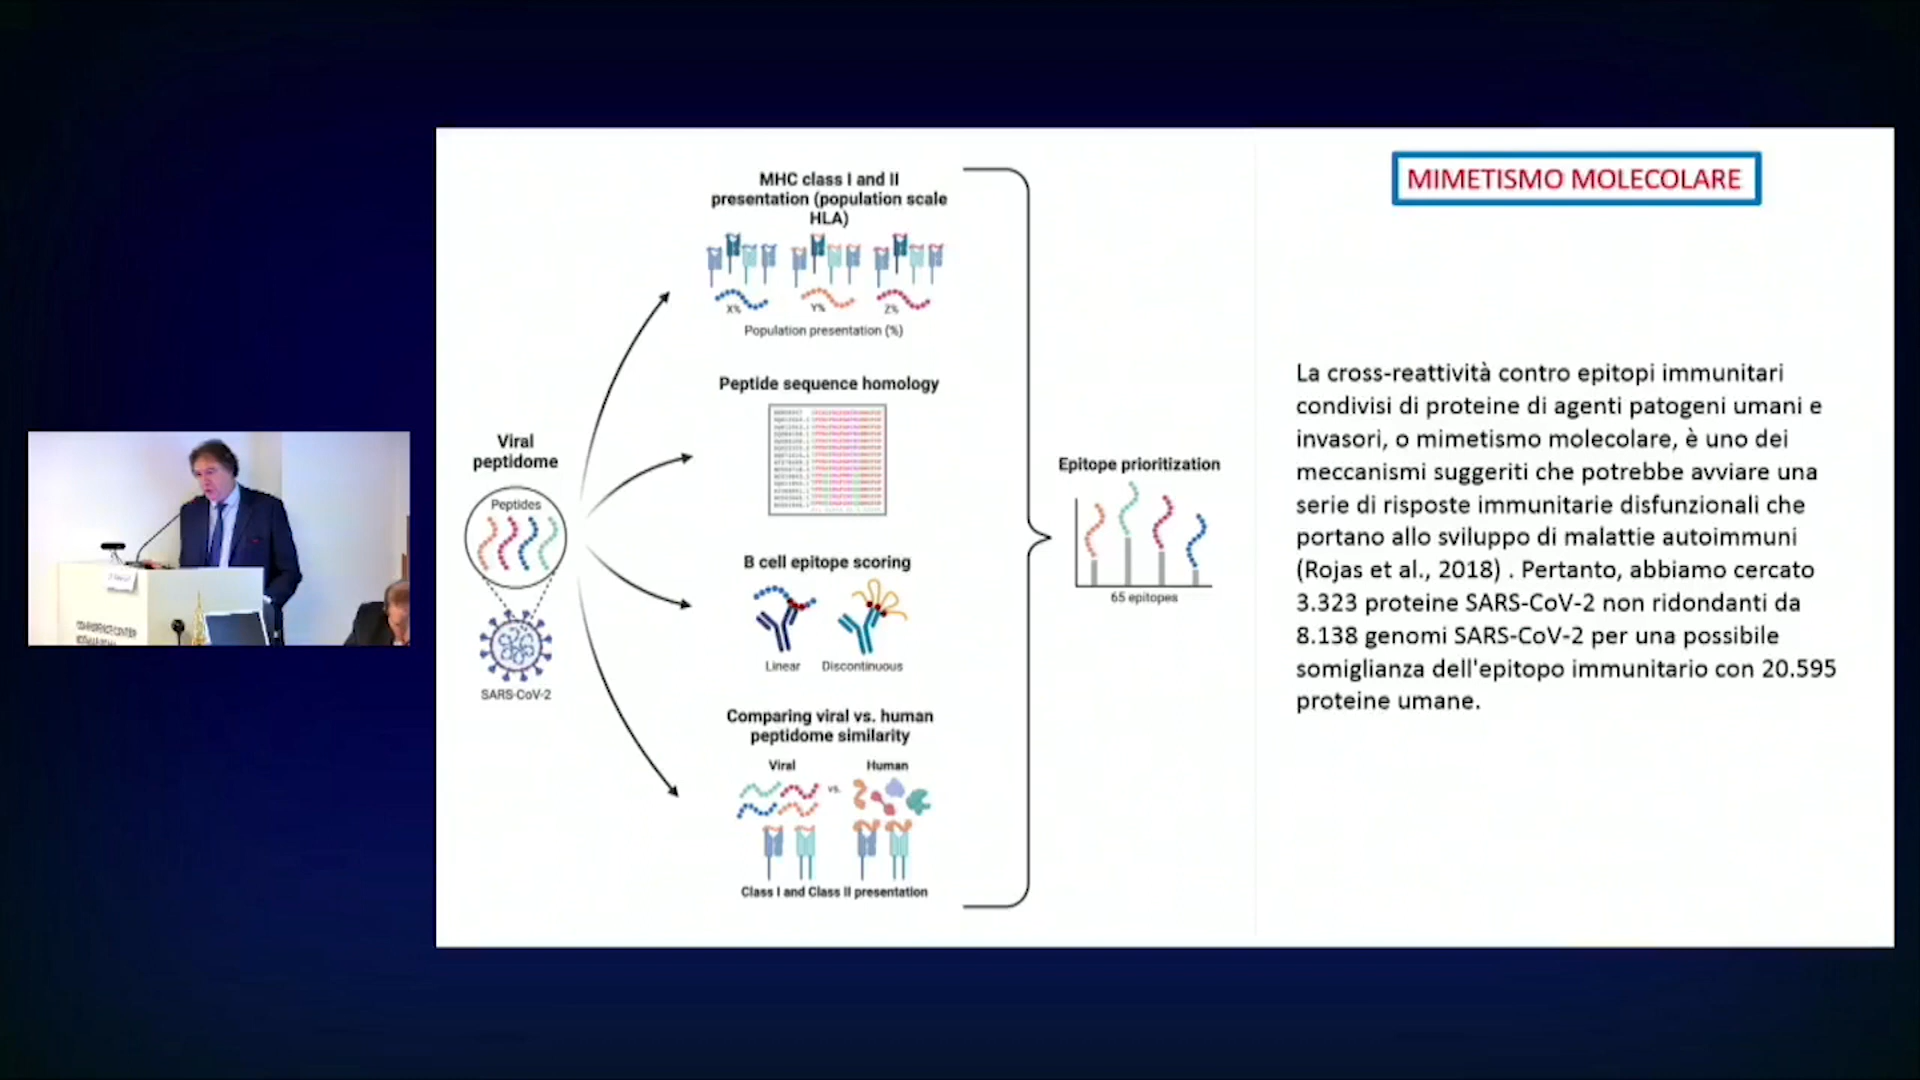 MIMETISMO MOLECOLARE
MHC class I and II
presentation (population scale
HLA)
X%
Y%
Z%
Population presentation (%)
Peptide sequence homology
B cell epitope scoring
Linear
Discontinuous
Comparing viral vs. human
peptidome similarity
Viral
vs.
Human
Class I and Class II presentation
Viral
peptidome
Peptides
SARS-CoV-2
Epitope prioritization
65 epitopes
La cross-reattività contro epitopi immunitari
condivisi di proteine di agenti patogeni umani e
invasori, o mimetismo molecolare, è uno dei
meccanismi suggeriti che potrebbe avviare una
serie di risposte immunitarie disfunzionali che
portano allo sviluppo di malattie autoimmuni
(Rojas et al., 2018) . Pertanto, abbiamo cercato
3.323 proteine SARS-CoV-2 non ridondanti da
8.138 genomi SARS-CoV-2 per una possibile
somiglianza dell'epitopo immunitario con 20.595
proteine umane.